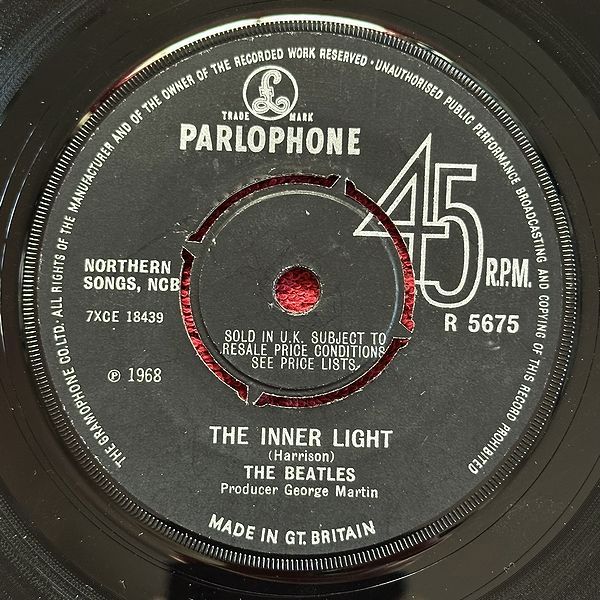 THE GRAMOPHONE CO. LTD. ALL RIGHTS OF THE MANUFACTURER AND OF THE OWNER OF THE RECORDED WORK RESERVED · UNAUTHORISED PUBLIC PERFORMANCE BROADCASTING AND COPYING OF THIS RECORD PROHIBITED
£
TRADE MARK
PARLOPHONE
45 R.P.M.
NORTHERN
SONGS, NCB
7XCE 18439
R 5675
SOLD IN U.K. SUBJECT TO
RESALE PRICE CONDITIONS
SEE PRICE LISTS
℗ 1968
THE INNER LIGHT
(Harrison)
THE BEATLES
Producer George Martin
MADE IN GT. BRITAIN